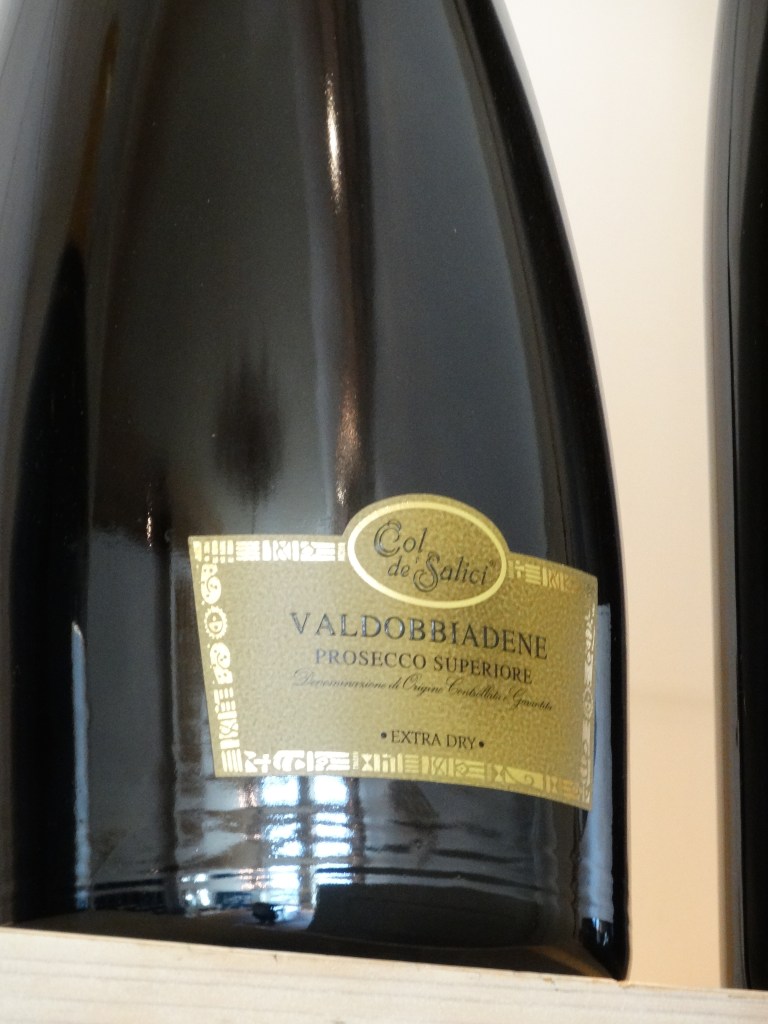 Col
de' Salici
VALDOBBIADENE
PROSECCO SUPERIORE
Denominazione di Origine Controllata e Garantita
•EXTRA DRY•